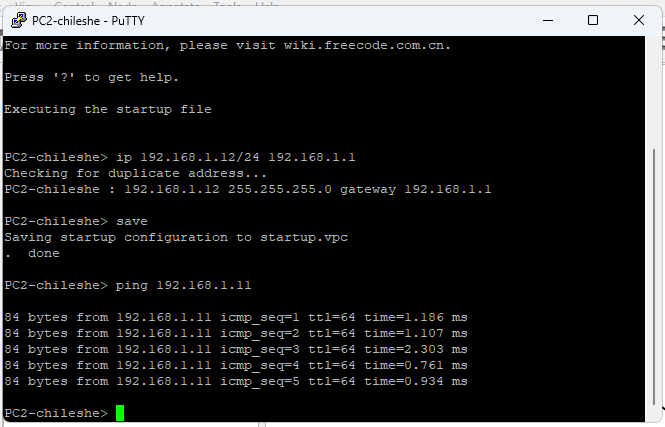 View Control Node Annotate Tools Help
PC2-chileshe - PuTTY
For more information, please visit wiki.freecode.com.cn.
Press '?' to get help.
Executing the startup file
PC2-chileshe> ip 192.168.1.12/24 192.168.1.1
Checking for duplicate address...
PC2-chileshe : 192.168.1.12 255.255.255.0 gateway 192.168.1.1
PC2-chileshe> save
Saving startup configuration to startup.vpc
.  done
PC2-chileshe> ping 192.168.1.11
84 bytes from 192.168.1.11 icmp_seq=1 ttl=64 time=1.186 ms
84 bytes from 192.168.1.11 icmp_seq=2 ttl=64 time=1.107 ms
84 bytes from 192.168.1.11 icmp_seq=3 ttl=64 time=2.303 ms
84 bytes from 192.168.1.11 icmp_seq=4 ttl=64 time=0.761 ms
84 bytes from 192.168.1.11 icmp_seq=5 ttl=64 time=0.934 ms
PC2-chileshe>